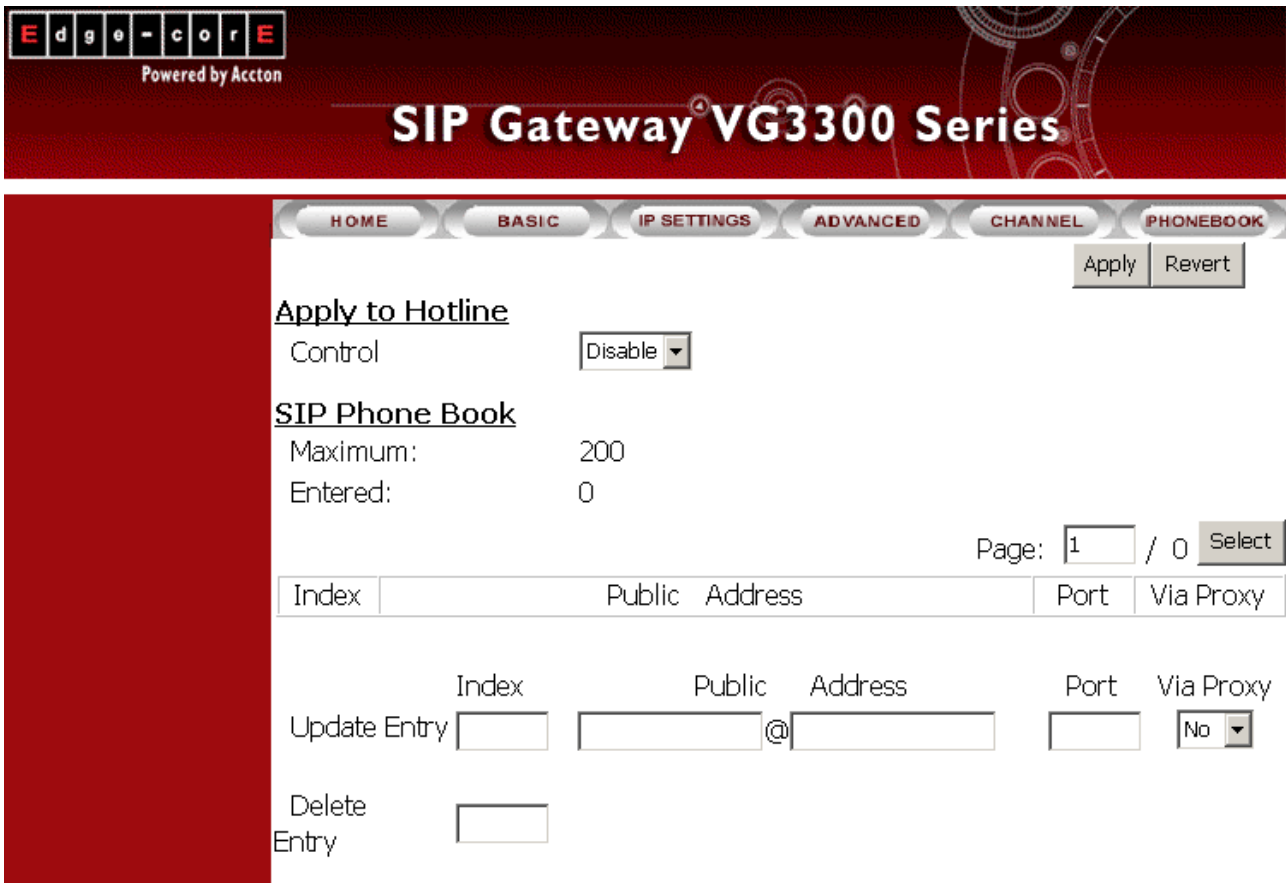 Edge-corE
Powered by Accton
SIP Gateway VG3300 Series
HOME BASIC IP SETTINGS ADVANCED CHANNEL PHONEBOOK
Apply Revert
Apply to Hotline
Control Disable
SIP Phone Book
Maximum: 200
Entered: 0
Page: 1 / 0 Select
Index Public Address Port Via Proxy
Index Public Address Port Via Proxy
Update Entry @ No
Delete
Entry